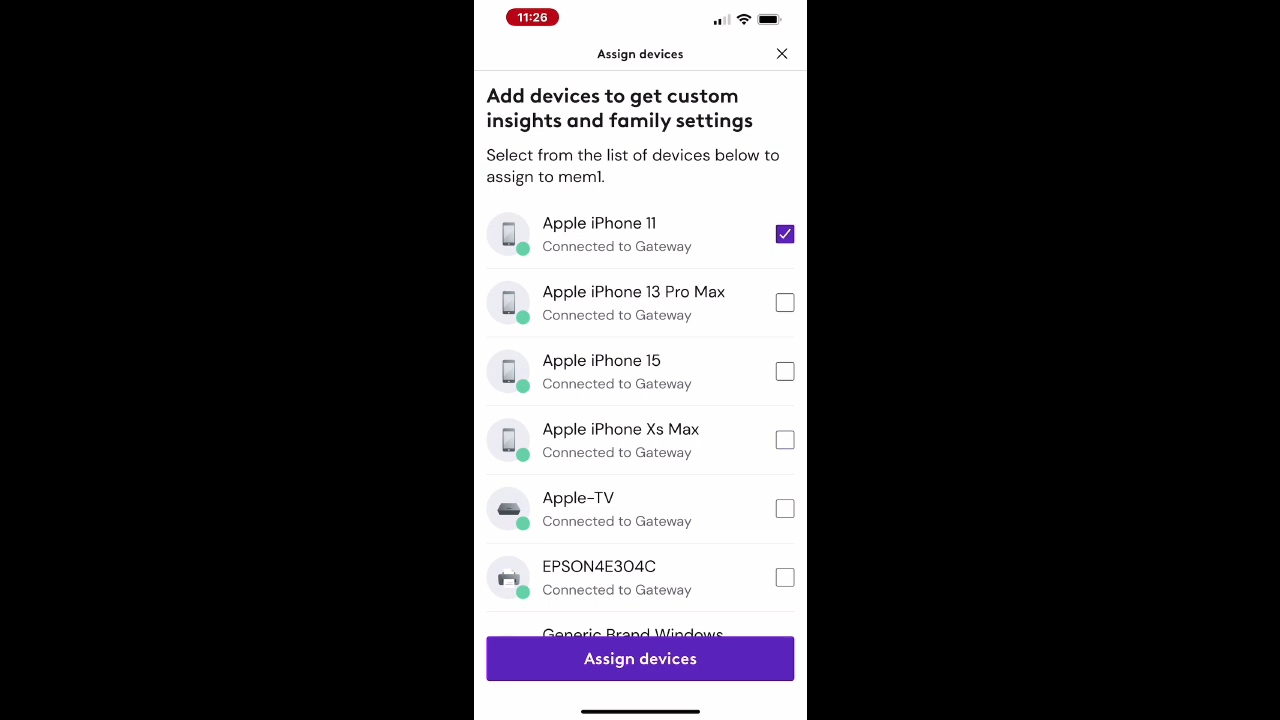 11:26
Assign devices
Add devices to get custom
insights and family settings
Select from the list of devices below to
assign to mem1.
Apple iPhone 11
Connected to Gateway
Apple iPhone 13 Pro Max
Connected to Gateway
Apple iPhone 15
Connected to Gateway
Apple iPhone Xs Max
Connected to Gateway
Apple-TV
Connected to Gateway
EPSON4E304C
Connected to Gateway
Generic Brand Windows
Assign devices